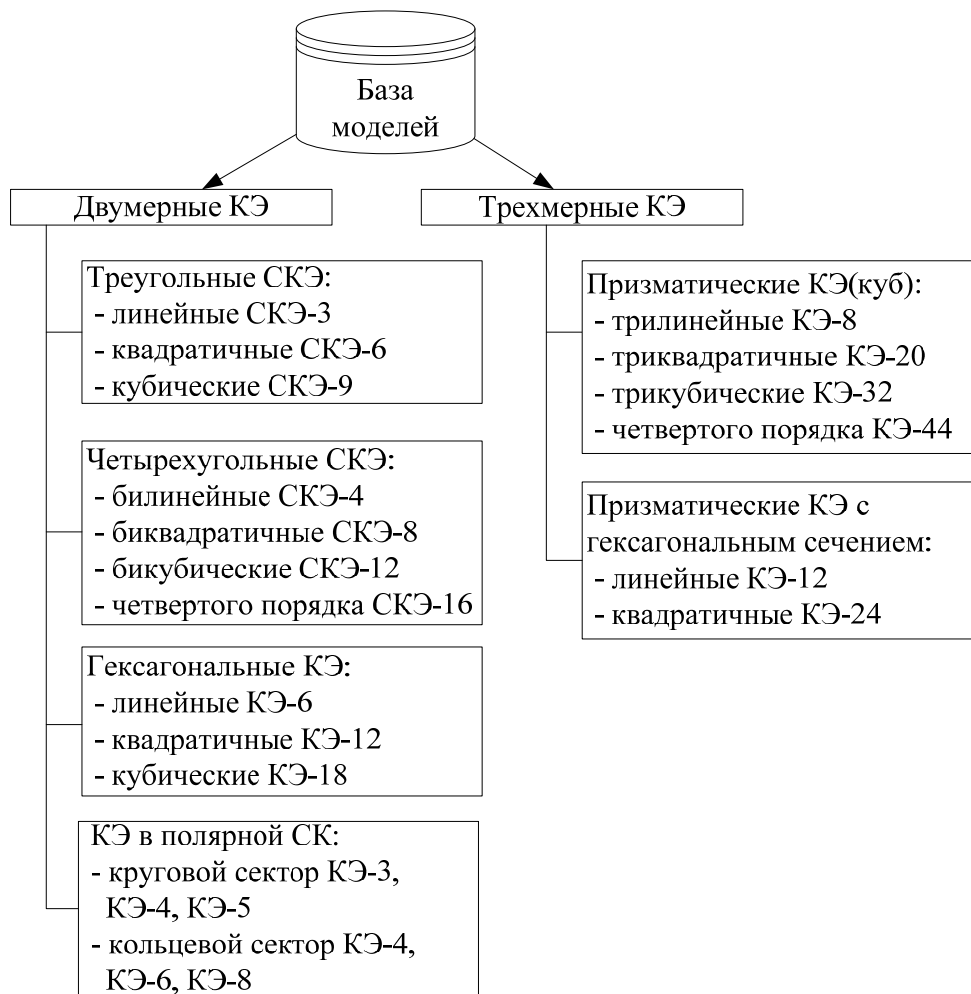 База
моделей
Двумерные КЭ
Треугольные СКЭ:
- линейные СКЭ-3
- квадратичные СКЭ-6
- кубические СКЭ-9
Четырехугольные СКЭ:
- билинейные СКЭ-4
- биквадратичные СКЭ-8
- бикубические СКЭ-12
- четвертого порядка СКЭ-16
Гексагональные КЭ:
- линейные КЭ-6
- квадратичные КЭ-12
- кубические КЭ-18
КЭ в полярной СК:
- круговой сектор КЭ-3,
КЭ-4, КЭ-5
- кольцевой сектор КЭ-4,
КЭ-6, КЭ-8
Трехмерные КЭ
Призматические КЭ(куб):
- трилинейные КЭ-8
- триквадратичные КЭ-20
- трикубические КЭ-32
- четвертого порядка КЭ-44
Призматические КЭ с
гексагональным сечением:
- линейные КЭ-12
- квадратичные КЭ-24